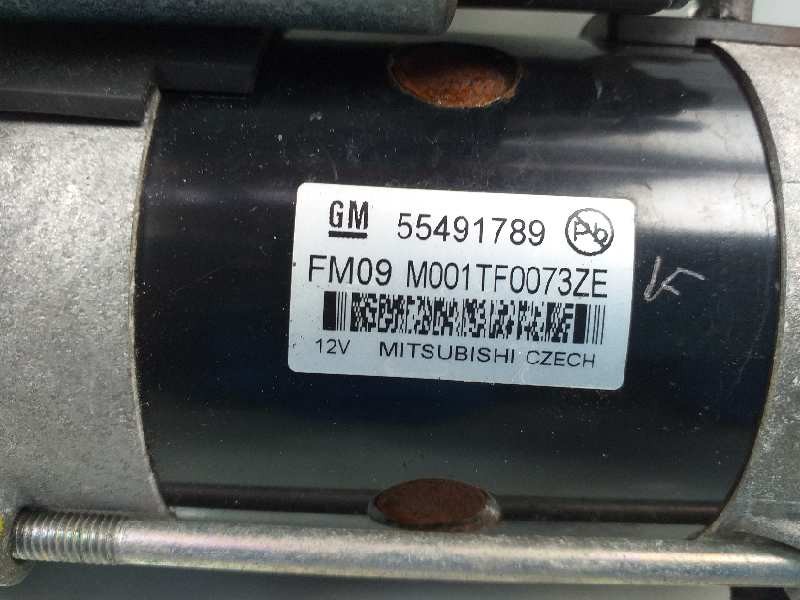 GM 55491789 Pb
FM09 M001TF0073ZE
12V MITSUBISHI CZECH